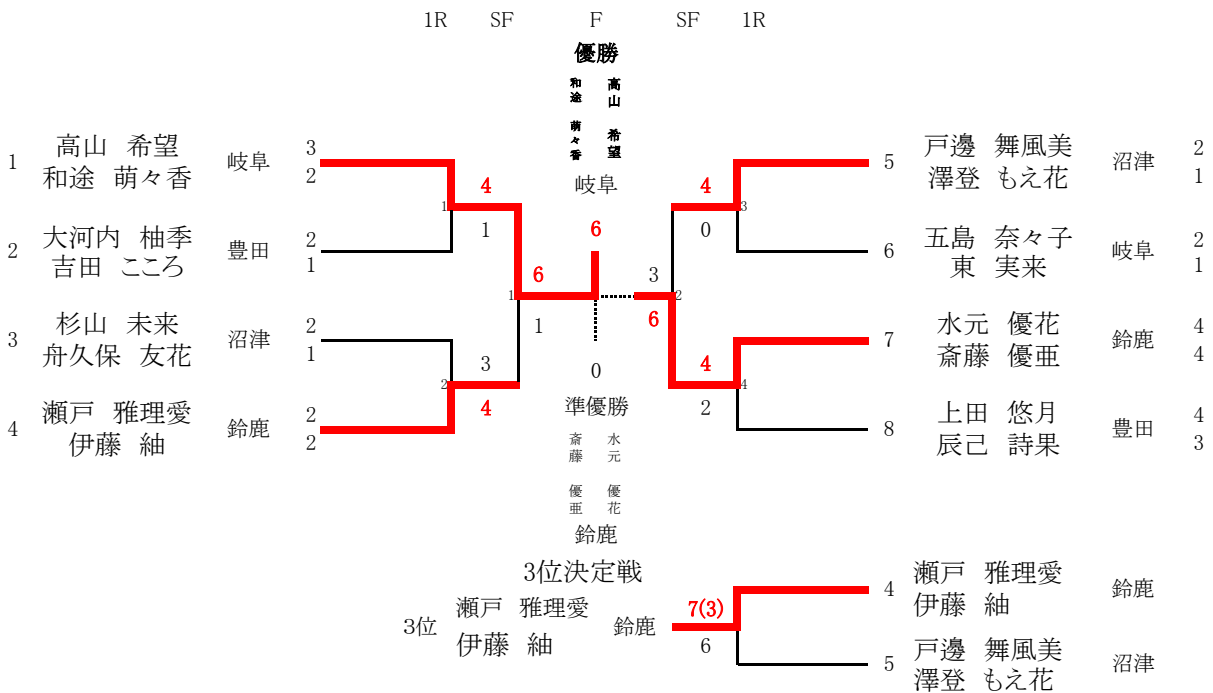 1R SF F SF 1R
優勝
高山 希望
和途 萌々香
岐阜
6
1 高山 希望 岐阜 3
和途 萌々香 2
4
1
1
2 大河内 柚季 豊田 2
吉田 こころ 1
6
1
1
3 杉山 未来 沼津 2
舟久保 友花 1
3
2
4
4 瀬戸 雅理愛 鈴鹿 2
伊藤 紬 2
5 戸邊 舞風美 沼津 2
澤登 もえ花 1
4
3
0
6 五島 奈々子 岐阜 2
東 実来 1
3
2
6
7 水元 優花 鈴鹿 4
斎藤 優亜 4
4
4
2
8 上田 悠月 豊田 4
辰己 詩果 3
0
準優勝
水元 優花
斎藤 優亜
鈴鹿
3位決定戦
3位 瀬戸 雅理愛 鈴鹿
伊藤 紬
7(3)
6
4 瀬戸 雅理愛 鈴鹿
伊藤 紬
5 戸邊 舞風美 沼津
澤登 もえ花